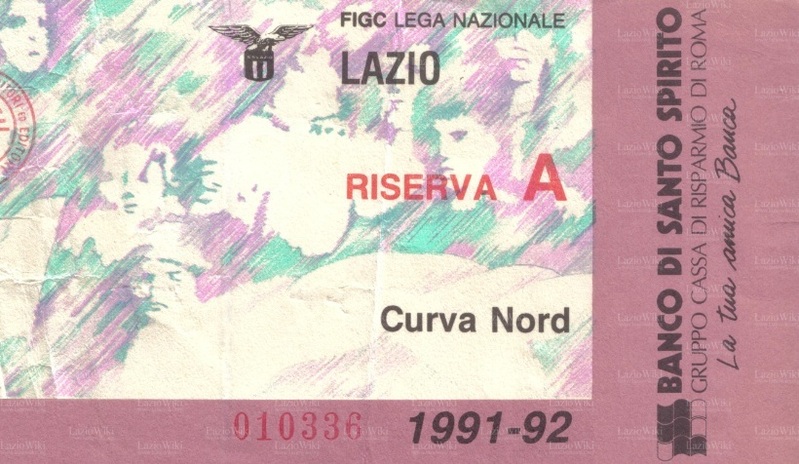 FIGC LEGA NAZIONALE
LAZIO
RISERVA A
Curva Nord
010336 1991-92
BANCO DI SANTO SPIRITO
GRUPPO CASSA DI RISPARMIO DI ROMA
La tua amica Banca
LazioWiki